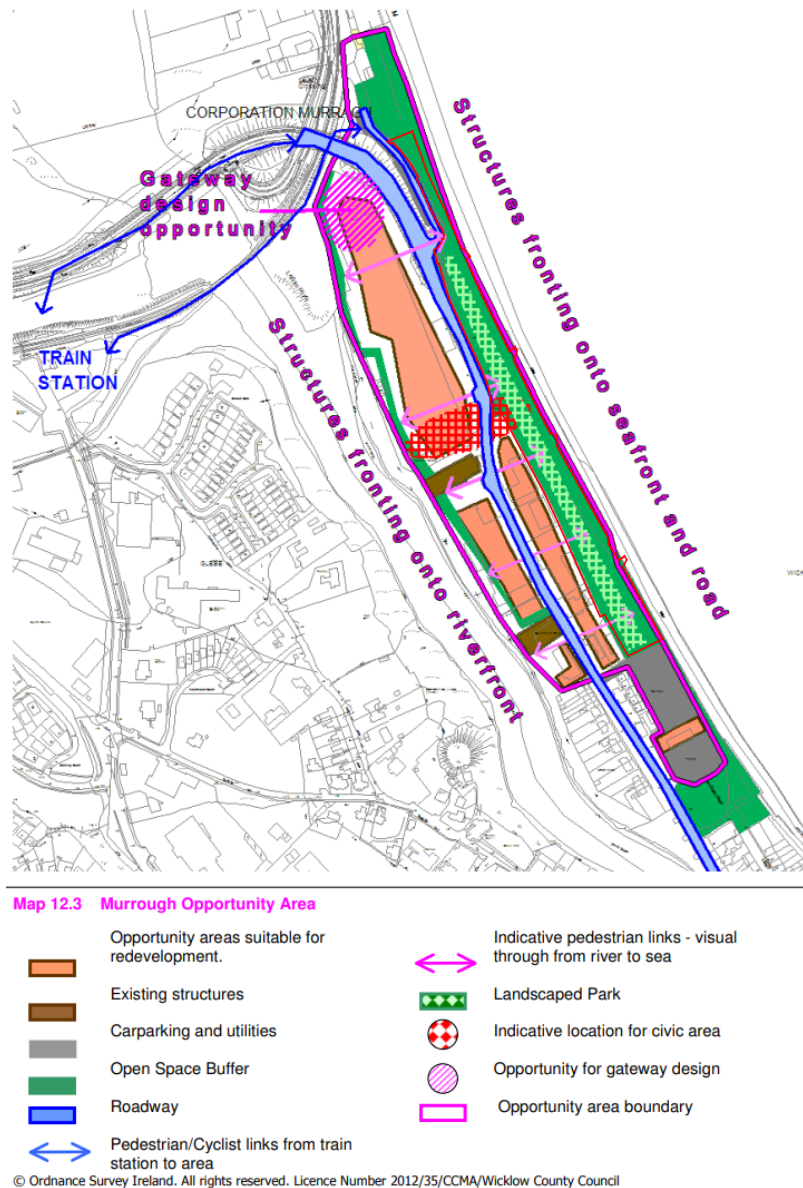 CORPORATION MURRAGH
Gateway
design
opportunity
Structures fronting onto seafront and road
TRAIN
STATION
Structures fronting onto riverfront
GLEBE
Map 12.3 Murrough Opportunity Area
Opportunity areas suitable for
redevelopment.
Existing structures
Carparking and utilities
Open Space Buffer
Roadway
Pedestrian/Cyclist links from train
station to area
Indicative pedestrian links - visual
through from river to sea
Landscaped Park
Indicative location for civic area
Opportunity for gateway design
Opportunity area boundary
© Ordnance Survey Ireland. All rights reserved. Licence Number 2012/35/CCMA/Wicklow County Council